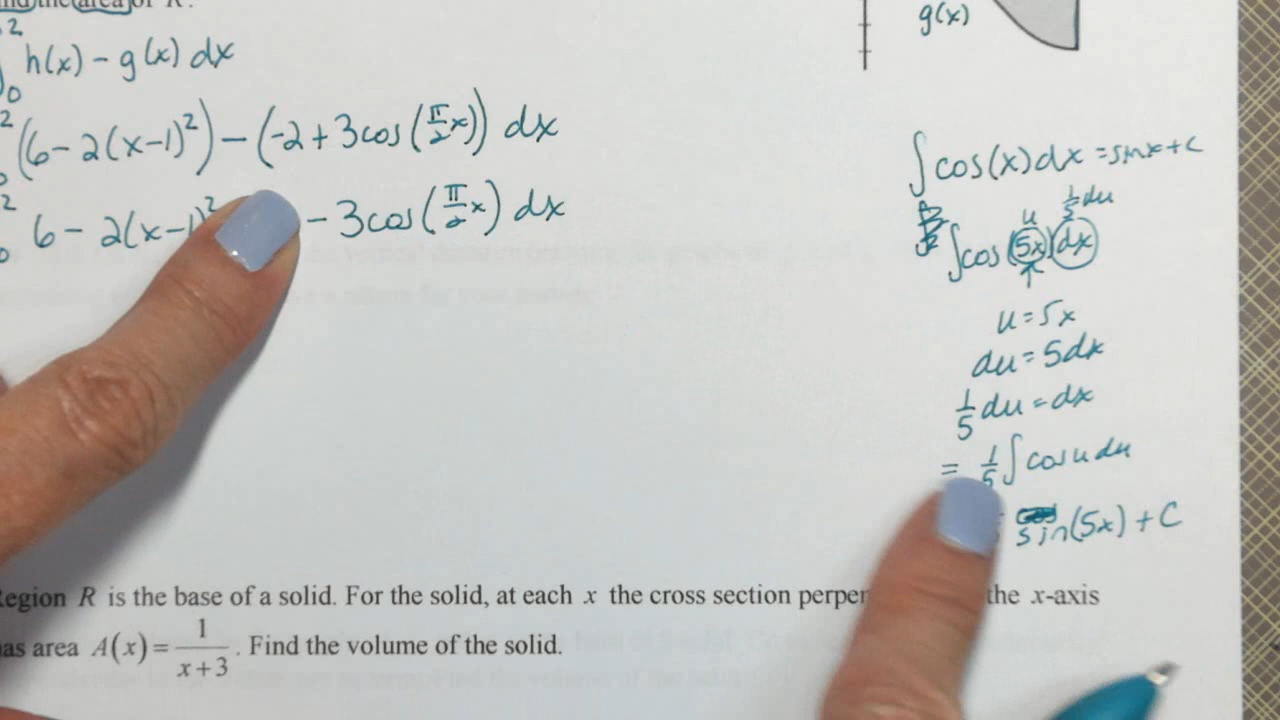 area of R
g(x)
2
∫ h(x) - g(x) dx
0
2
(6 - 2(x-1)²) - (-2 + 3cos(π/2 x)) dx
0
2
6 - 2(x-1)² - 3cos(π/2 x) dx
0
∫cos(x)dx = sinx + c
u 1/5 du
∫cos(5x)dx
u = 5x
du = 5dx
1/5 du = dx
= 1/5 ∫cos u du
sin(5x) + C
Region R is the base of a solid. For the solid, at each x the cross section the x-axis
area A(x) = 1/(x+3). Find the volume of the solid.